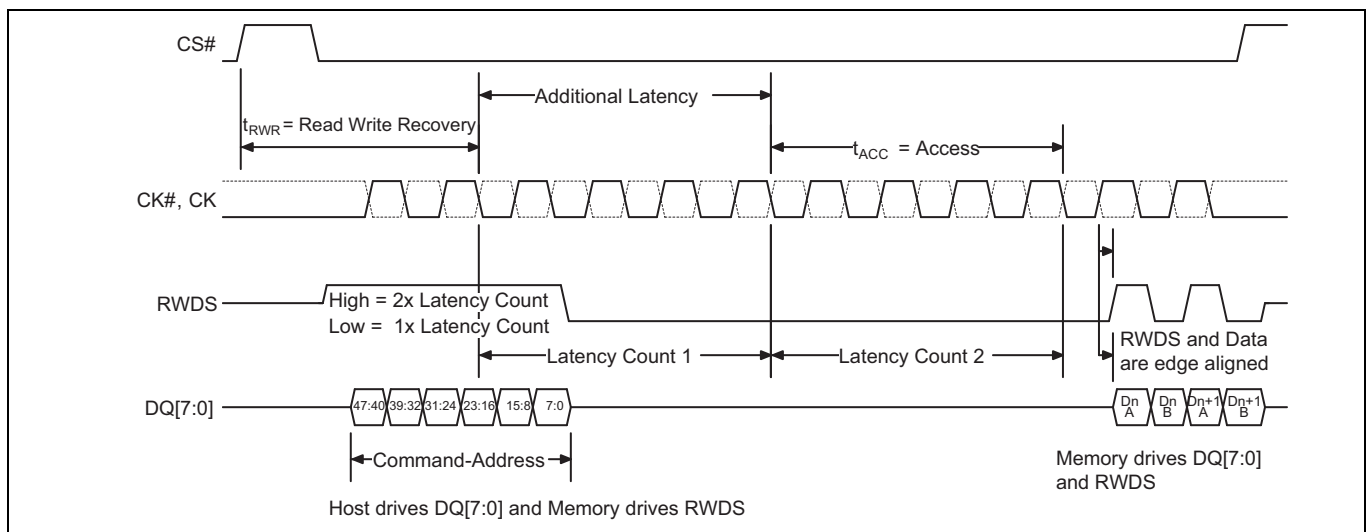 CS#
Additional Latency
tRWR = Read Write Recovery
tACC = Access
CK#, CK
RWDS
High = 2x Latency Count
Low = 1x Latency Count
Latency Count 1
Latency Count 2
RWDS and Data
are edge aligned
DQ[7:0]
47:40 39:32 31:24 23:16 15:8 7:0
Dn A
Dn B
Dn+1 A
Dn+1 B
Command-Address
Memory drives DQ[7:0]
and RWDS
Host drives DQ[7:0] and Memory drives RWDS